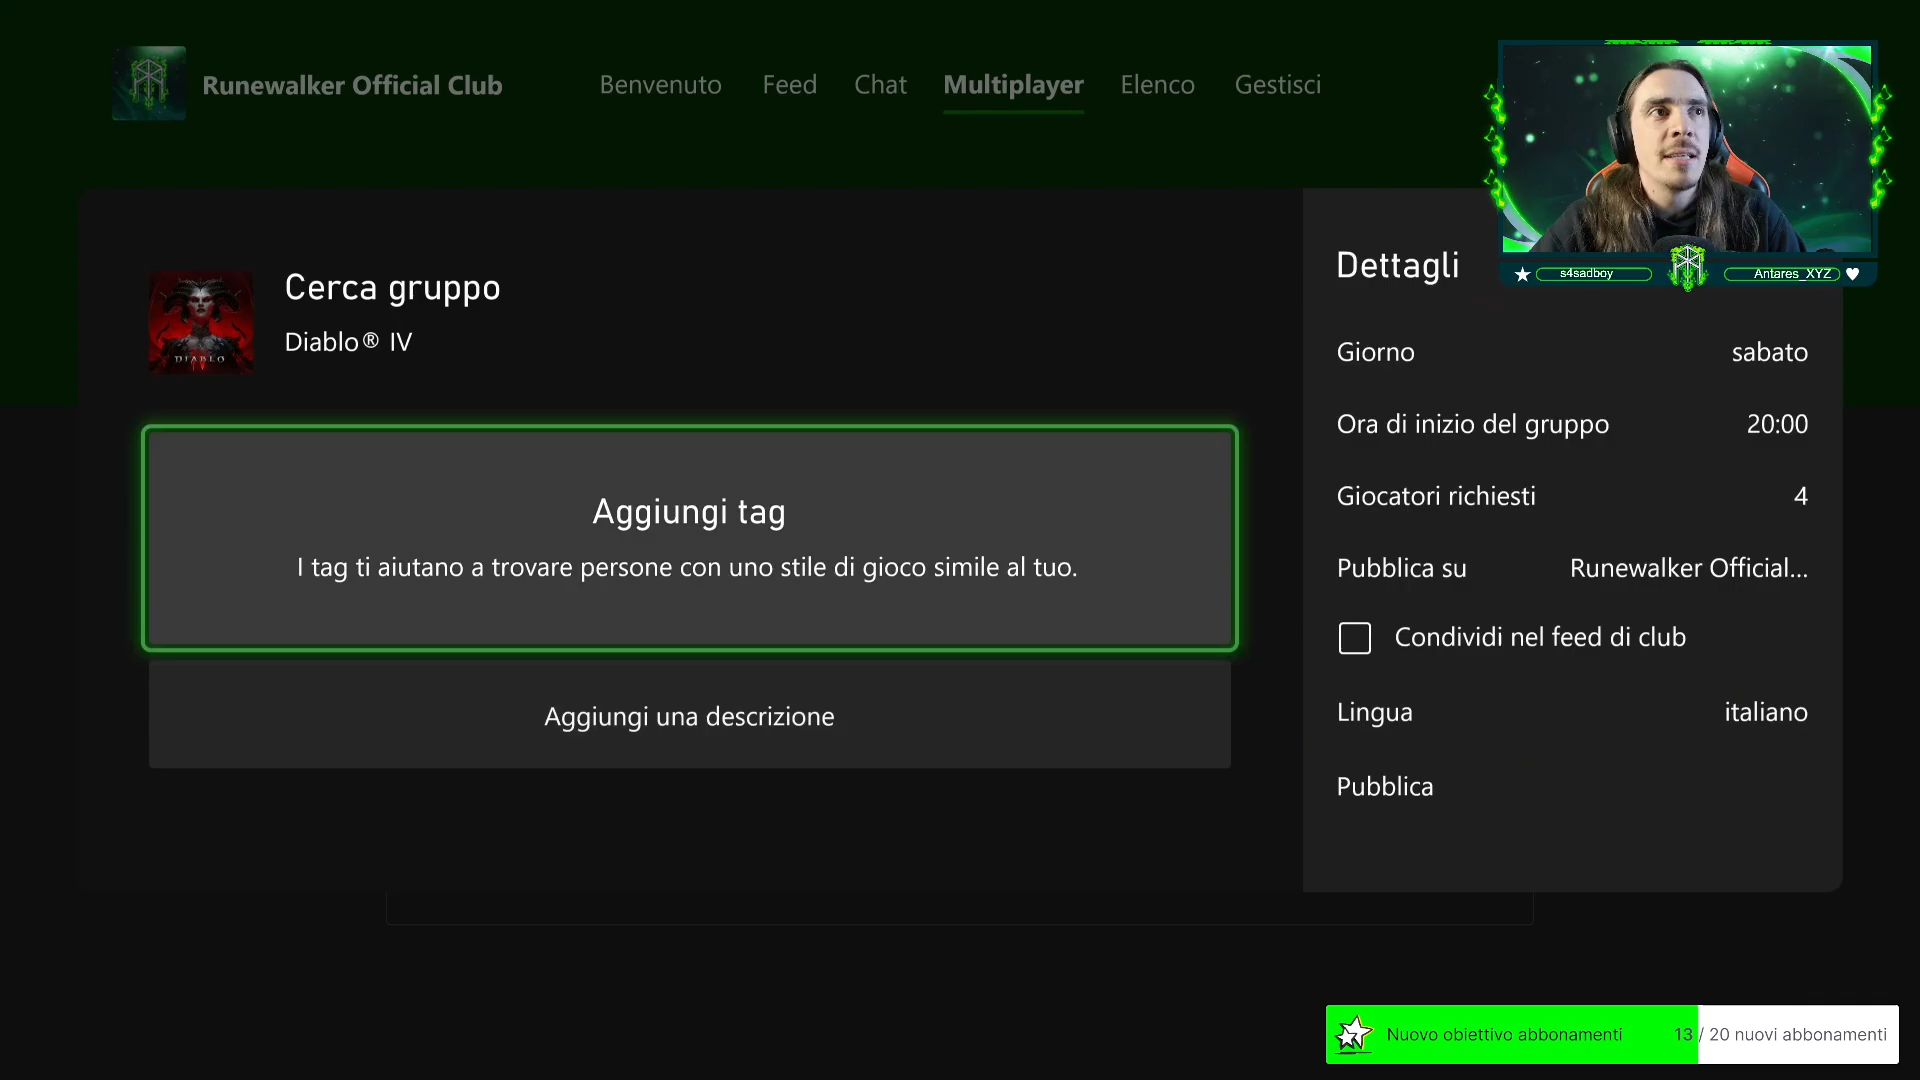 Runewalker Official Club
Benvenuto
Feed
Chat
Multiplayer
Elenco
Gestisci
s4sadboy
Antares_XYZ
Cerca gruppo
Diablo® IV
DIABLO
IV
Aggiungi tag
I tag ti aiutano a trovare persone con uno stile di gioco simile al tuo.
Aggiungi una descrizione
Dettagli
Giorno sabato
Ora di inizio del gruppo 20:00
Giocatori richiesti 4
Pubblica su Runewalker Official...
Condividi nel feed di club
Lingua italiano
Pubblica
Nuovo obiettivo abbonamenti 13 / 20 nuovi abbonamenti